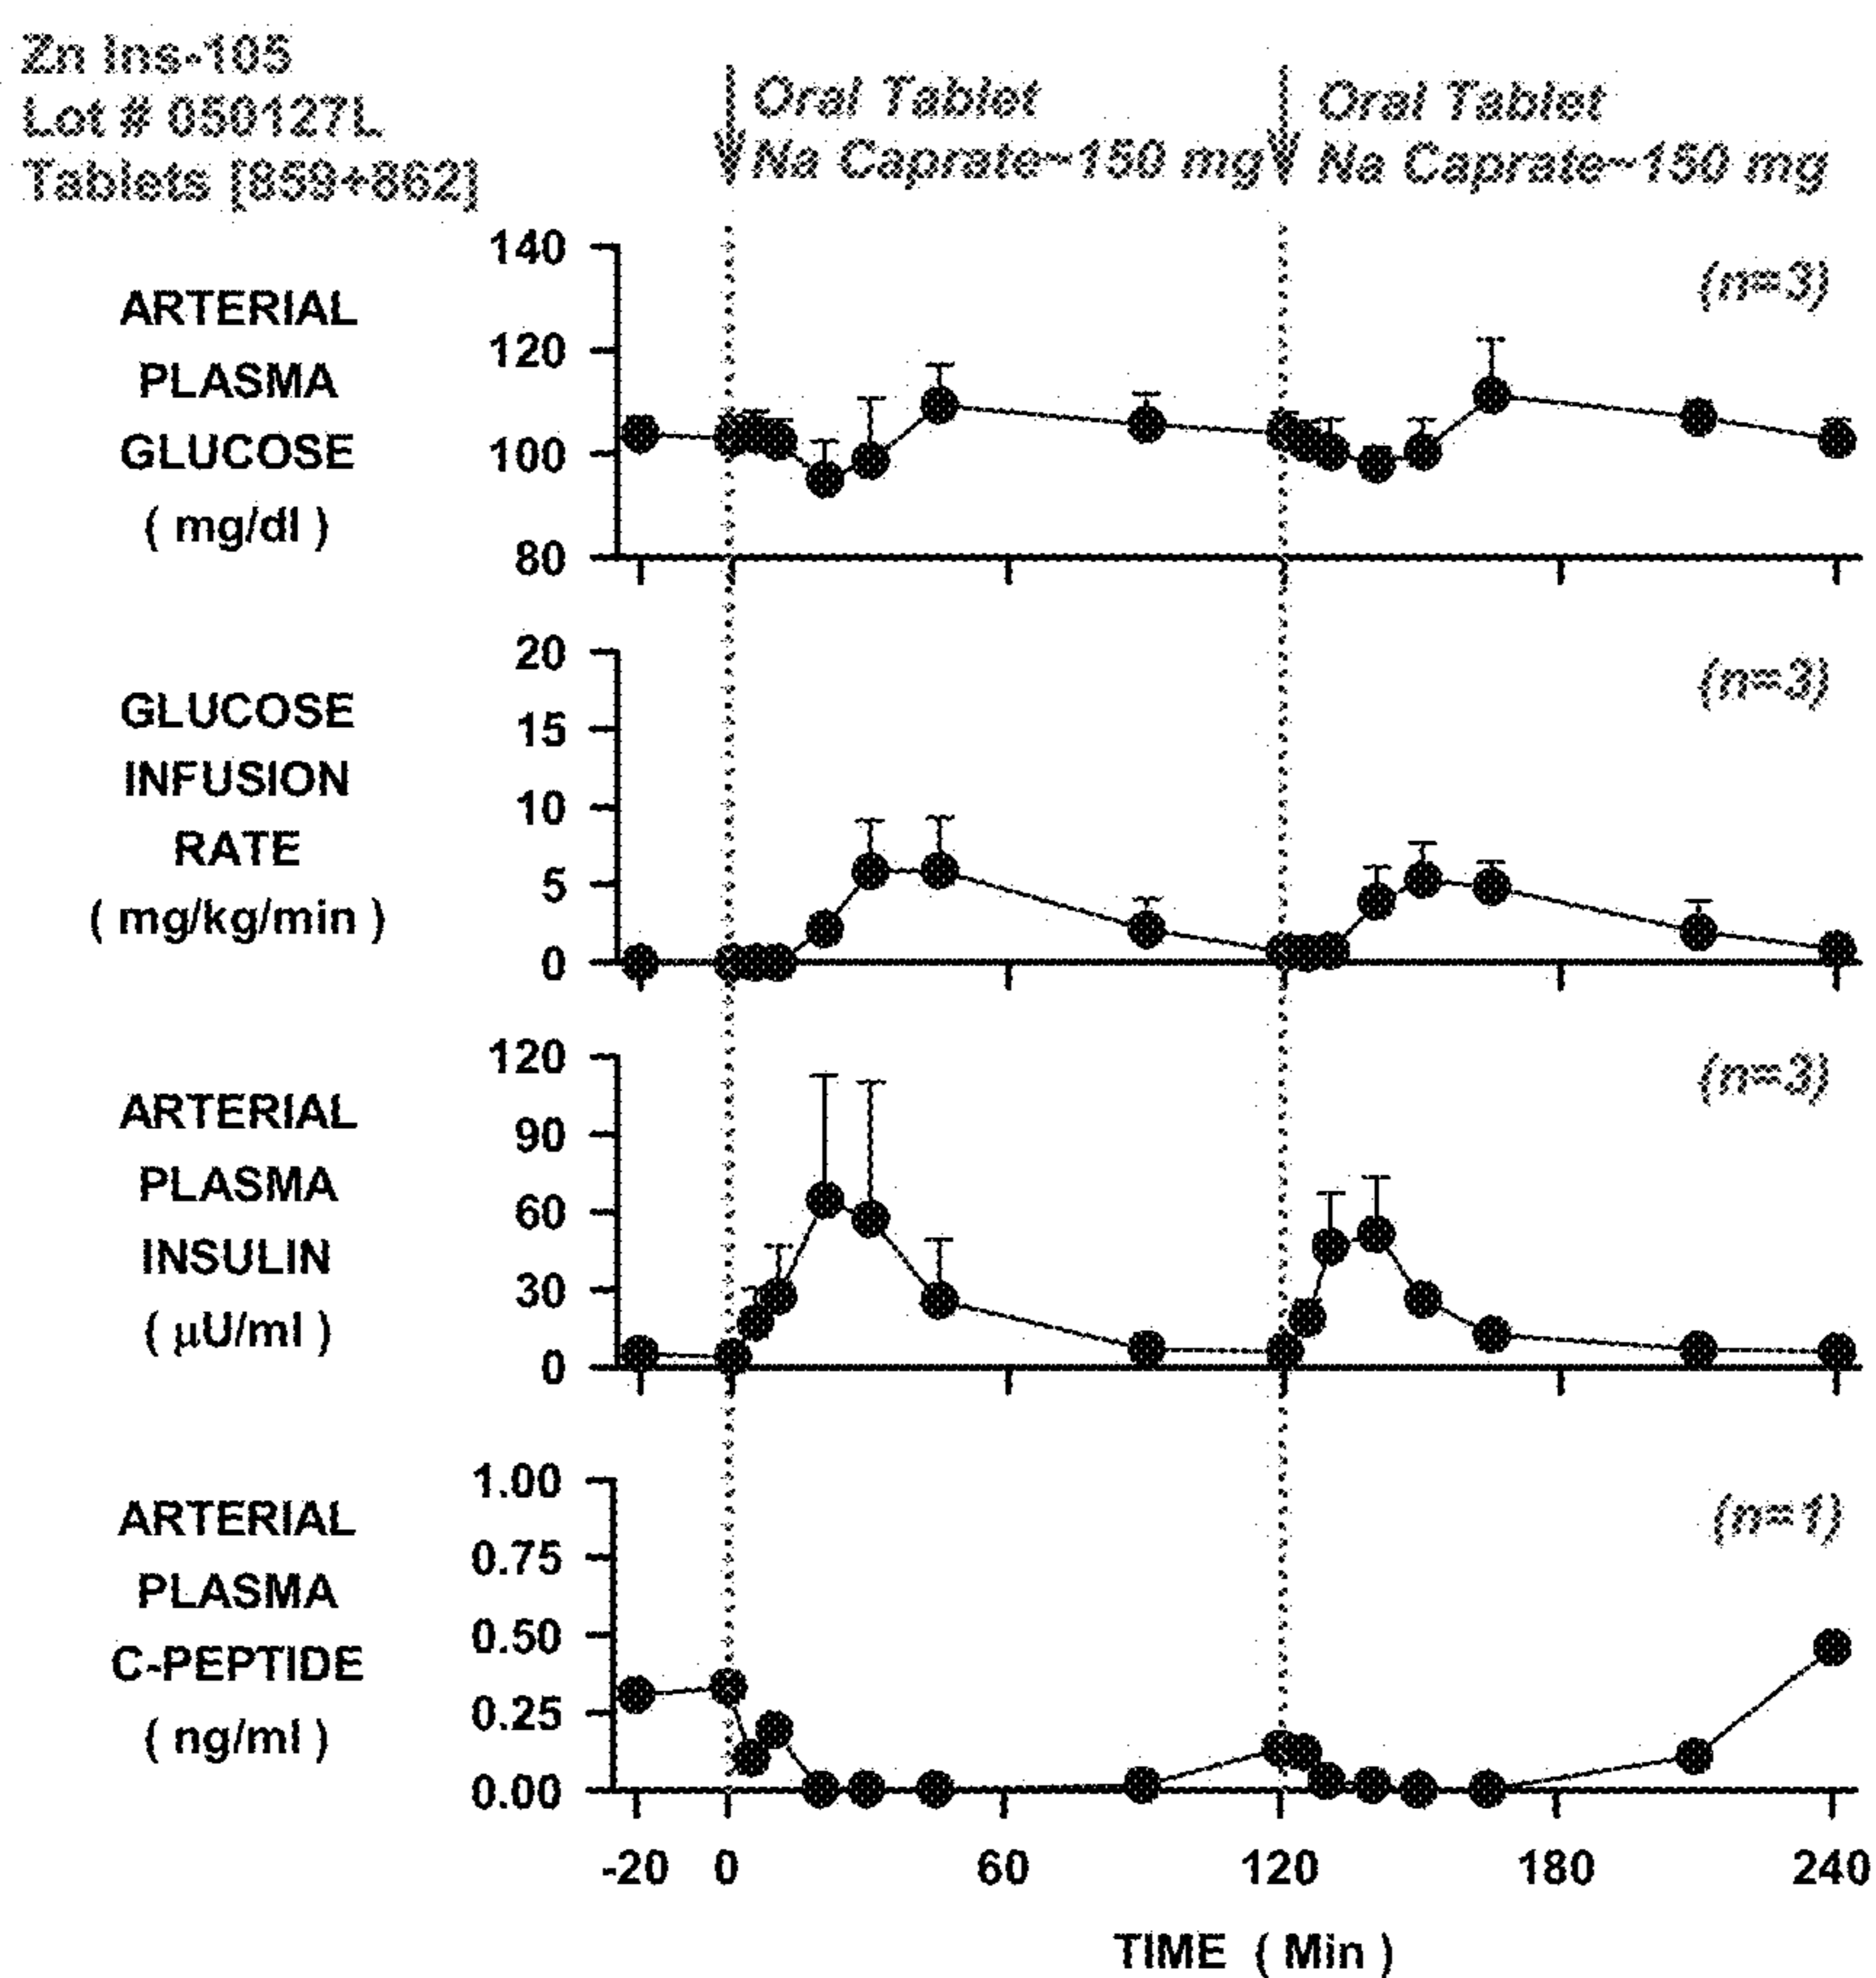 Zn Ins-105
Lot # 050127L
Tablets [859+862]
Oral Tablet
Na Caprate~150 mg
Oral Tablet
Na Caprate~150 mg
ARTERIAL
PLASMA
GLUCOSE
( mg/dl )
140
120
100
80
(n=3)
GLUCOSE
INFUSION
RATE
( mg/kg/min )
20
15
10
5
0
(n=3)
ARTERIAL
PLASMA
INSULIN
( µU/ml )
120
90
60
30
0
(n=3)
ARTERIAL
PLASMA
C-PEPTIDE
( ng/ml )
1.00
0.75
0.50
0.25
0.00
(n=1)
-20 0 60 120 180 240
TIME ( Min )